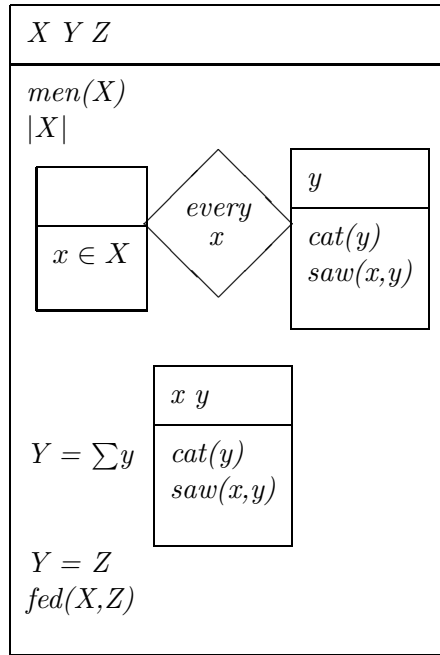 X Y Z
men(X)
|X|
x ∈ X
every
x
y
cat(y)
saw(x,y)
Y = ∑y
x y
cat(y)
saw(x,y)
Y = Z
fed(X,Z)